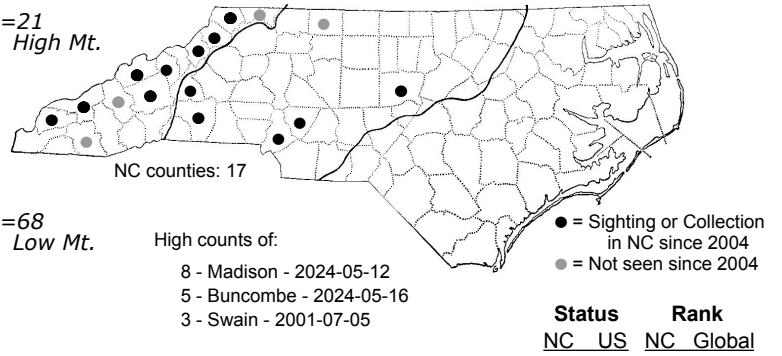 =21
High Mt.
NC counties: 17
=68
Low Mt.
High counts of:
8 - Madison - 2024-05-12
5 - Buncombe - 2024-05-16
3 - Swain - 2001-07-05
● = Sighting or Collection
in NC since 2004
● = Not seen since 2004
Status Rank
NC US NC Global